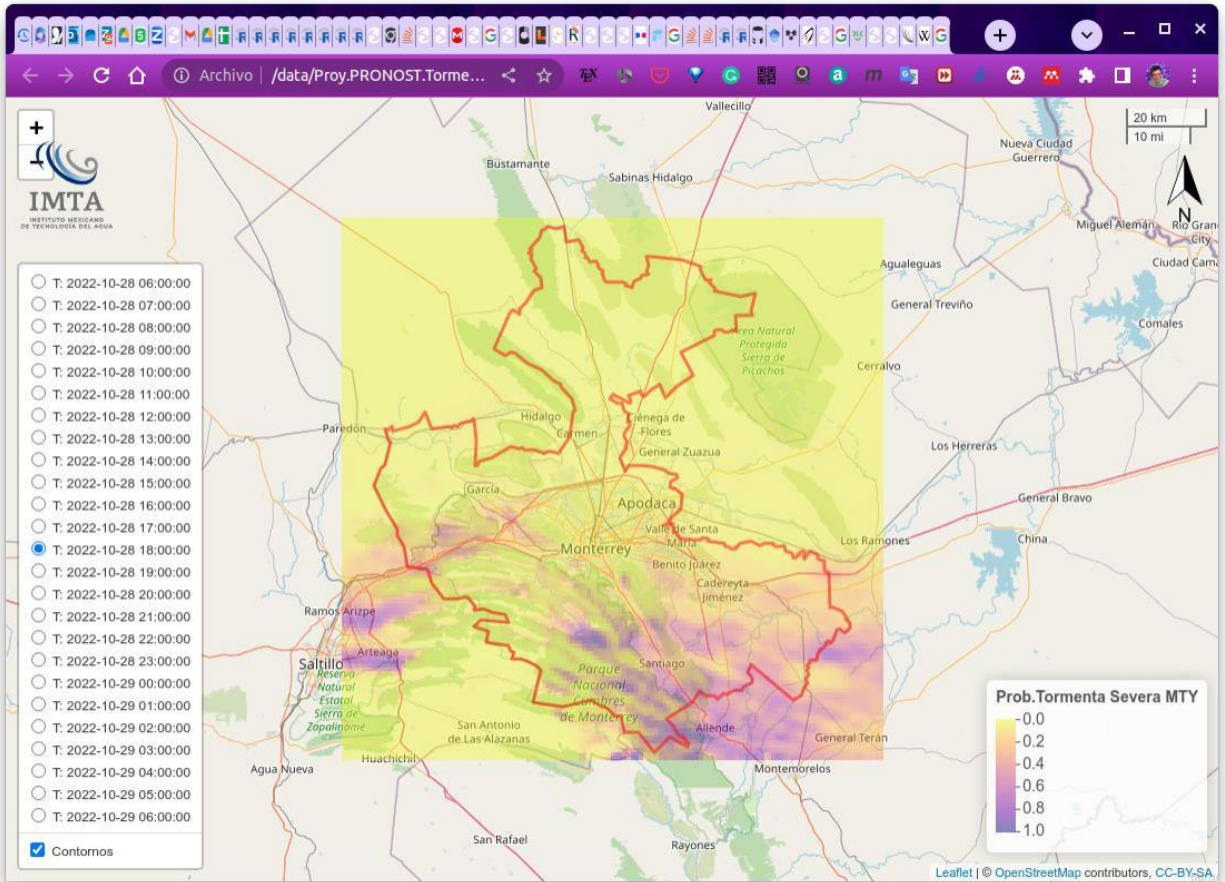 Archivo
/data/Proy.PRONOST.Torme...
+
−
IMTA
INSTITUTO MEXICANO
DE TECNOLOGÍA DEL AGUA
20 km
10 mi
N
T: 2022-10-28 06:00:00
T: 2022-10-28 07:00:00
T: 2022-10-28 08:00:00
T: 2022-10-28 09:00:00
T: 2022-10-28 10:00:00
T: 2022-10-28 11:00:00
T: 2022-10-28 12:00:00
T: 2022-10-28 13:00:00
T: 2022-10-28 14:00:00
T: 2022-10-28 15:00:00
T: 2022-10-28 16:00:00
T: 2022-10-28 17:00:00
T: 2022-10-28 18:00:00
T: 2022-10-28 19:00:00
T: 2022-10-28 20:00:00
T: 2022-10-28 21:00:00
T: 2022-10-28 22:00:00
T: 2022-10-28 23:00:00
T: 2022-10-29 00:00:00
T: 2022-10-29 01:00:00
T: 2022-10-29 02:00:00
T: 2022-10-29 03:00:00
T: 2022-10-29 04:00:00
T: 2022-10-29 05:00:00
T: 2022-10-29 06:00:00
Contornos
Vallecillo
Bustamante
Sabinas Hidalgo
Nueva Ciudad
Guerrero
Miguel Alemán
Rio Gran
City
Ciudad Cama
Agualeguas
General Treviño
Comales
Área Natural
Protegida
Sierra de
Picachos
Cerralvo
Paredón
Hidalgo
Carmen
Ciénega de
Flores
General Zuazua
Los Herreras
García
Apodaca
General Bravo
Valle de Santa
María
Monterrey
Los Ramones
China
Benito Juárez
Cadereyta
Jiménez
Ramos Arizpe
Arteaga
Saltillo
Reserva
Natural
Estatal
Sierra de
Zapalinamé
Parque
Nacional
Cumbres
de Monterrey
Santiago
San Antonio
de Las Alazanas
Allende
General Terán
Huachichil
Agua Nueva
Montemorelos
San Rafael
Rayones
Prob.Tormenta Severa MTY
0.0
0.2
0.4
0.6
0.8
1.0
Leaflet | © OpenStreetMap contributors, CC-BY-SA